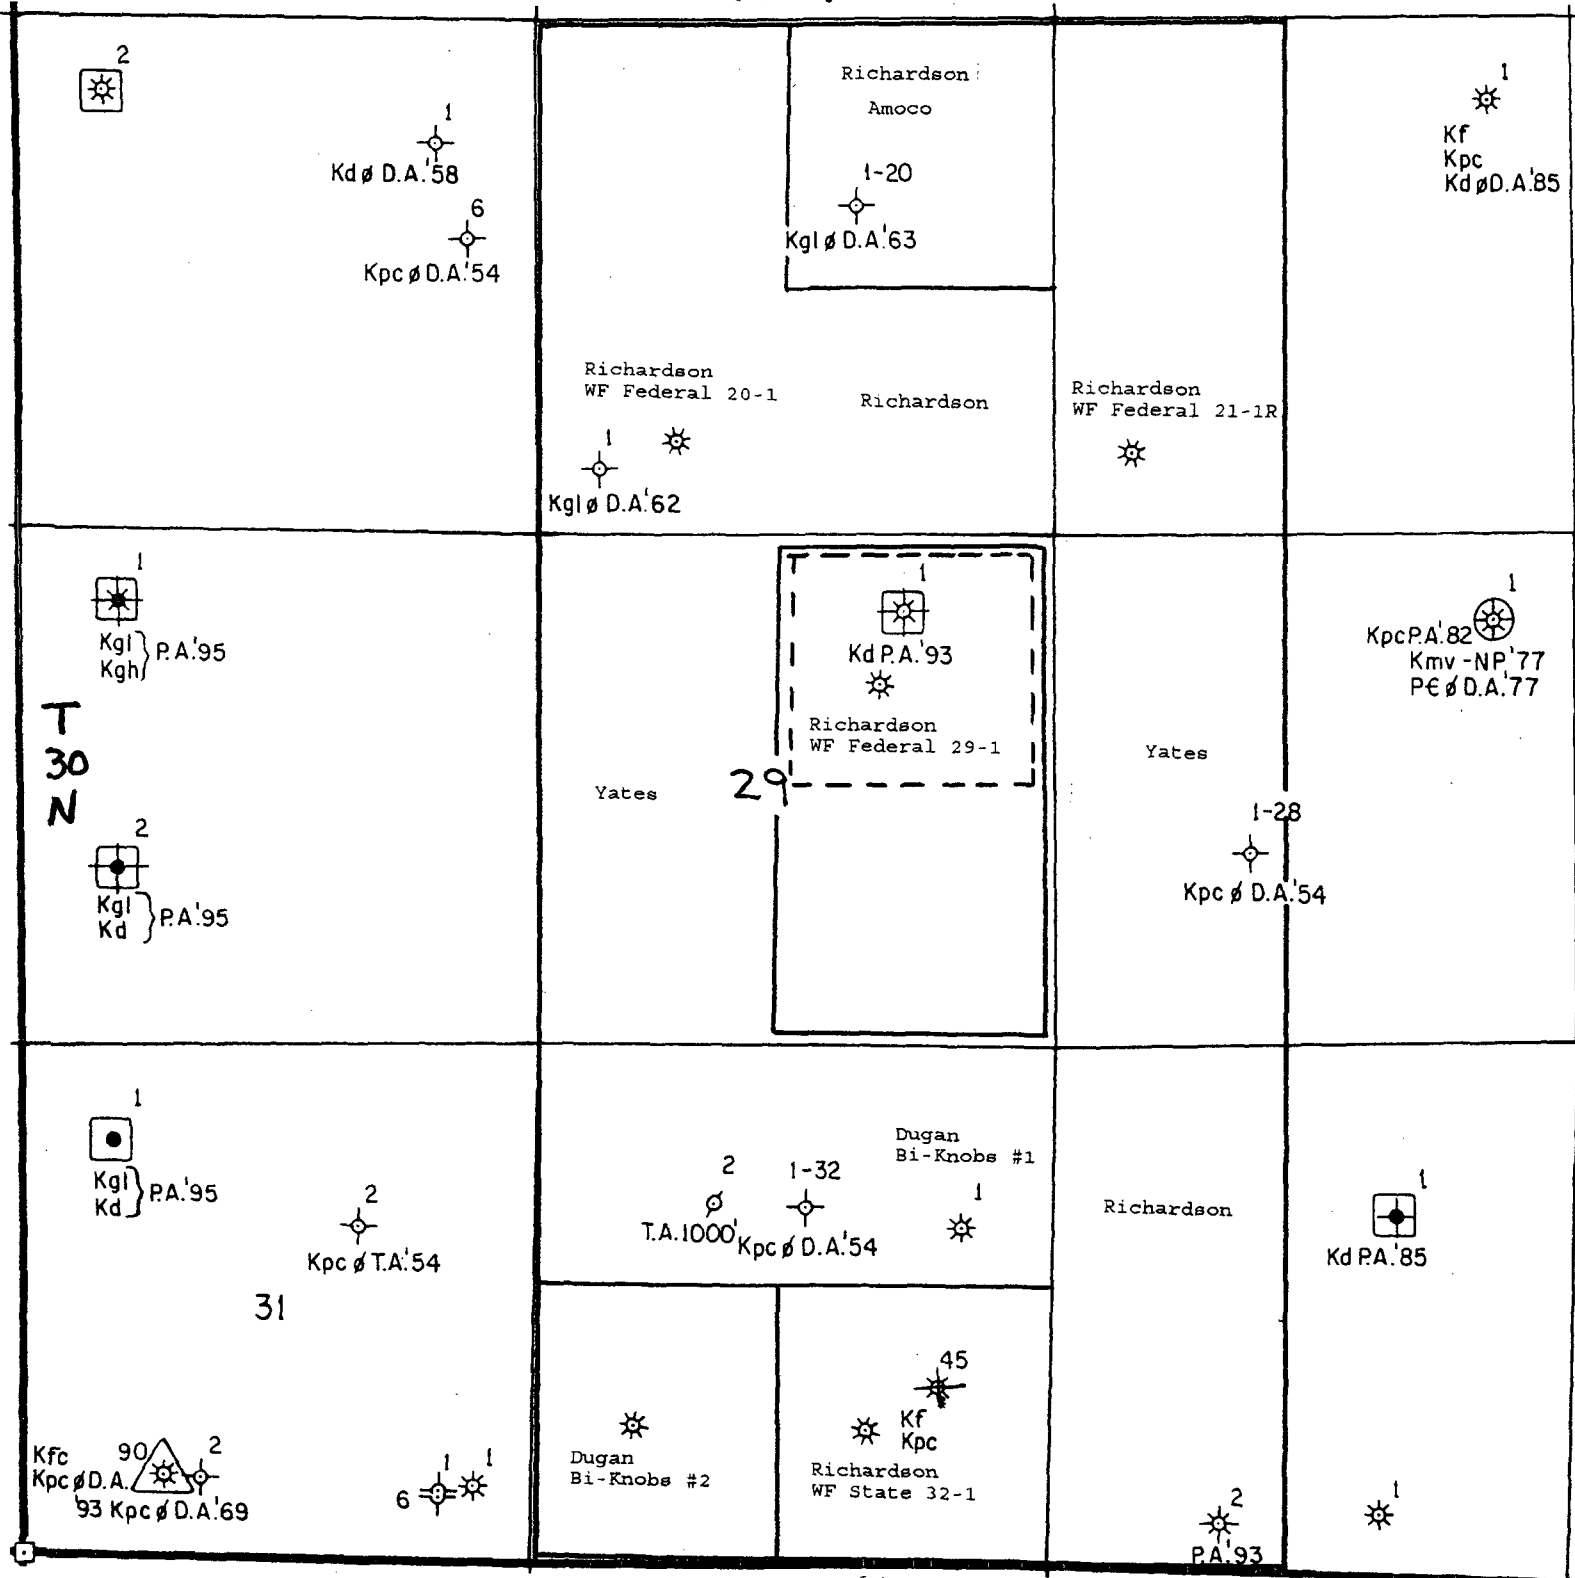 2
1
Kd ø D.A.'58
6
Kpc ø D.A.'54
Richardson
Amoco
1-20
Kgl ø D.A.'63
1
Kf
Kpc
Kd ø D.A.'85
Richardson
WF Federal 20-1
1
Kgl ø D.A.'62
Richardson
Richardson
WF Federal 21-1R
1
Kgl
Kgh } P.A.'95
T
30
N
2
Kgl
Kd } P.A.'95
Yates
29
1
Kd P.A.'93
Richardson
WF Federal 29-1
Yates
1-28
Kpc ø D.A.'54
1
Kpc P.A.'82
Kmv-NP.'77
P€ ø D.A.'77
1
Kgl
Kd } P.A.'95
2
Kpc ø T.A.'54
31
Kfc
Kpc ø D.A.
'93
90
2
Kpc ø D.A.'69
6
1
1
2
T.A.1000'
1-32
Kpc ø D.A.'54
Dugan
Bi-Knobs #1
1
Dugan
Bi-Knobs #2
45
Kf
Kpc
Richardson
WF State 32-1
Richardson
2
P.A.'93
1
Kd P.A.'85
1